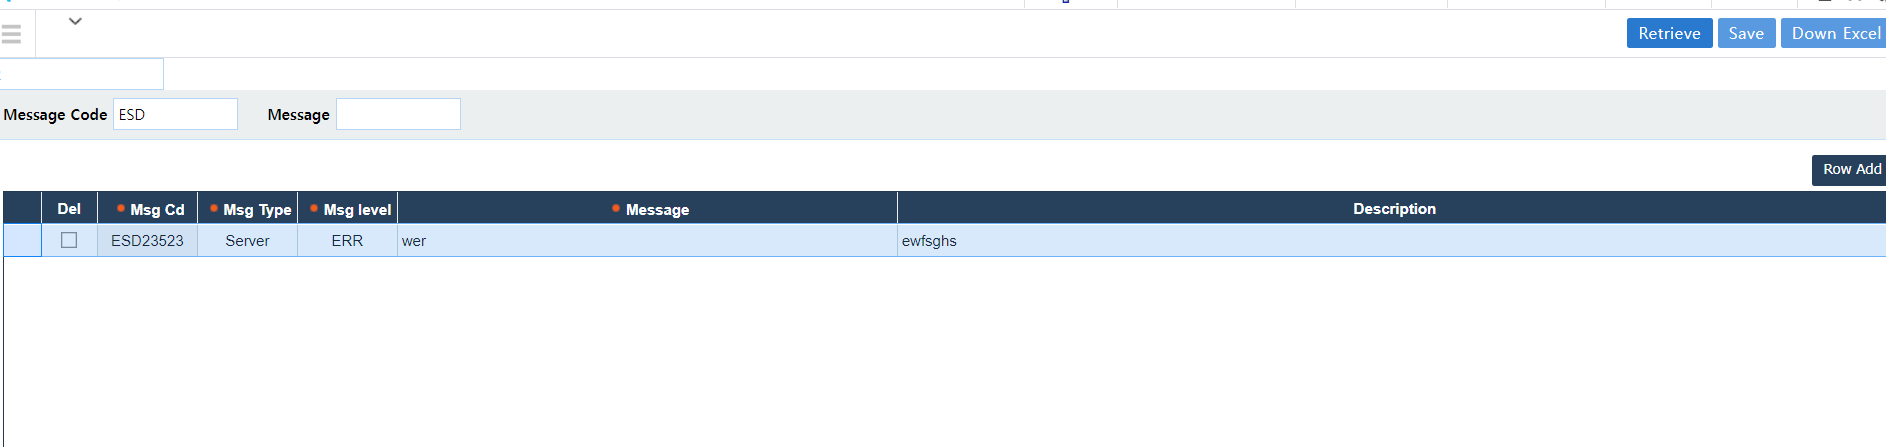 Retrieve Save Down Excel
Message Code ESD Message
Row Add
Del Msg Cd Msg Type Msg level Message Description
ESD23523 Server ERR wer ewfsghs